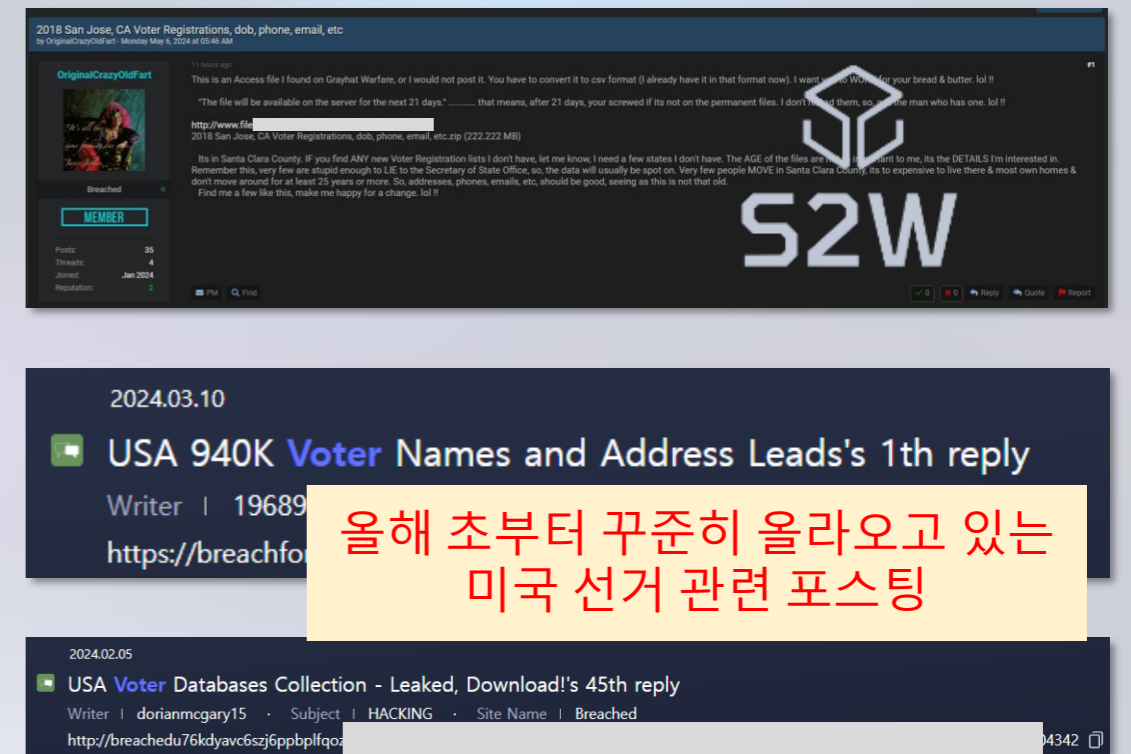 2018 San Jose, CA Voter Registrations, dob, phone, email, etc
by OriginalCrazyOldFart - Monday May 6, 2024 at 05:46 AM
11 hours ago
#1
OriginalCrazyOldFart
This is an Access file I found on Grayhat Warfare, or I would not post it. You have to convert it to csv format (I already have it in that format now). I want WORK for your bread & butter. lol !!
"The file will be available on the server for the next 21 days." ........... that means, after 21 days, your screwed if its not on the permanent files. I don't them, so, the man who has one. lol !!
http://www.file
2018 San Jose, CA Voter Registrations, dob, phone, email, etc.zip (222.222 MB)
Its in Santa Clara County. IF you find ANY new Voter Registration lists I don't have, let me know, I need a few states I don't have. The AGE of the files are to me, its the DETAILS I'm interested in.
Remember this, very few are stupid enough to LIE to the Secretary of State Office, so, the data will usually be spot on. Very few people MOVE in Santa Clara County, its to expensive to live there & most own homes &
don't move around for at least 25 years or more. So, addresses, phones, emails, etc, should be good, seeing as this is not that old.
Find me a few like this, make me happy for a change. lol !!
Breached
MEMBER
Posts: 35
Threads: 4
Joined: Jan 2024
Reputation: 2
PM Find
0 0 Reply Quote Report
S2W
2024.03.10
USA 940K Voter Names and Address Leads's 1th reply
Writer | 19689
https://breachfo
올해 초부터 꾸준히 올라오고 있는
미국 선거 관련 포스팅
2024.02.05
USA Voter Databases Collection - Leaked, Download!'s 45th reply
Writer | dorianmcgary15 · Subject | HACKING · Site Name | Breached
http://breachedu76kdyavc6szj6ppbplfqoz 04342